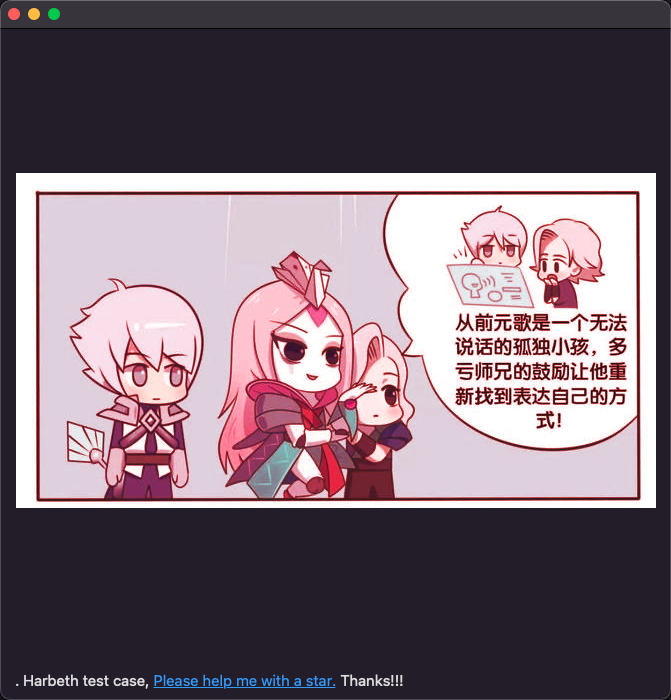 从前元歌是一个无法
说话的孤独小孩，多
亏师兄的鼓励让他重
新找到表达自己的方
式！
. Harbeth test case, Please help me with a star. Thanks!!!